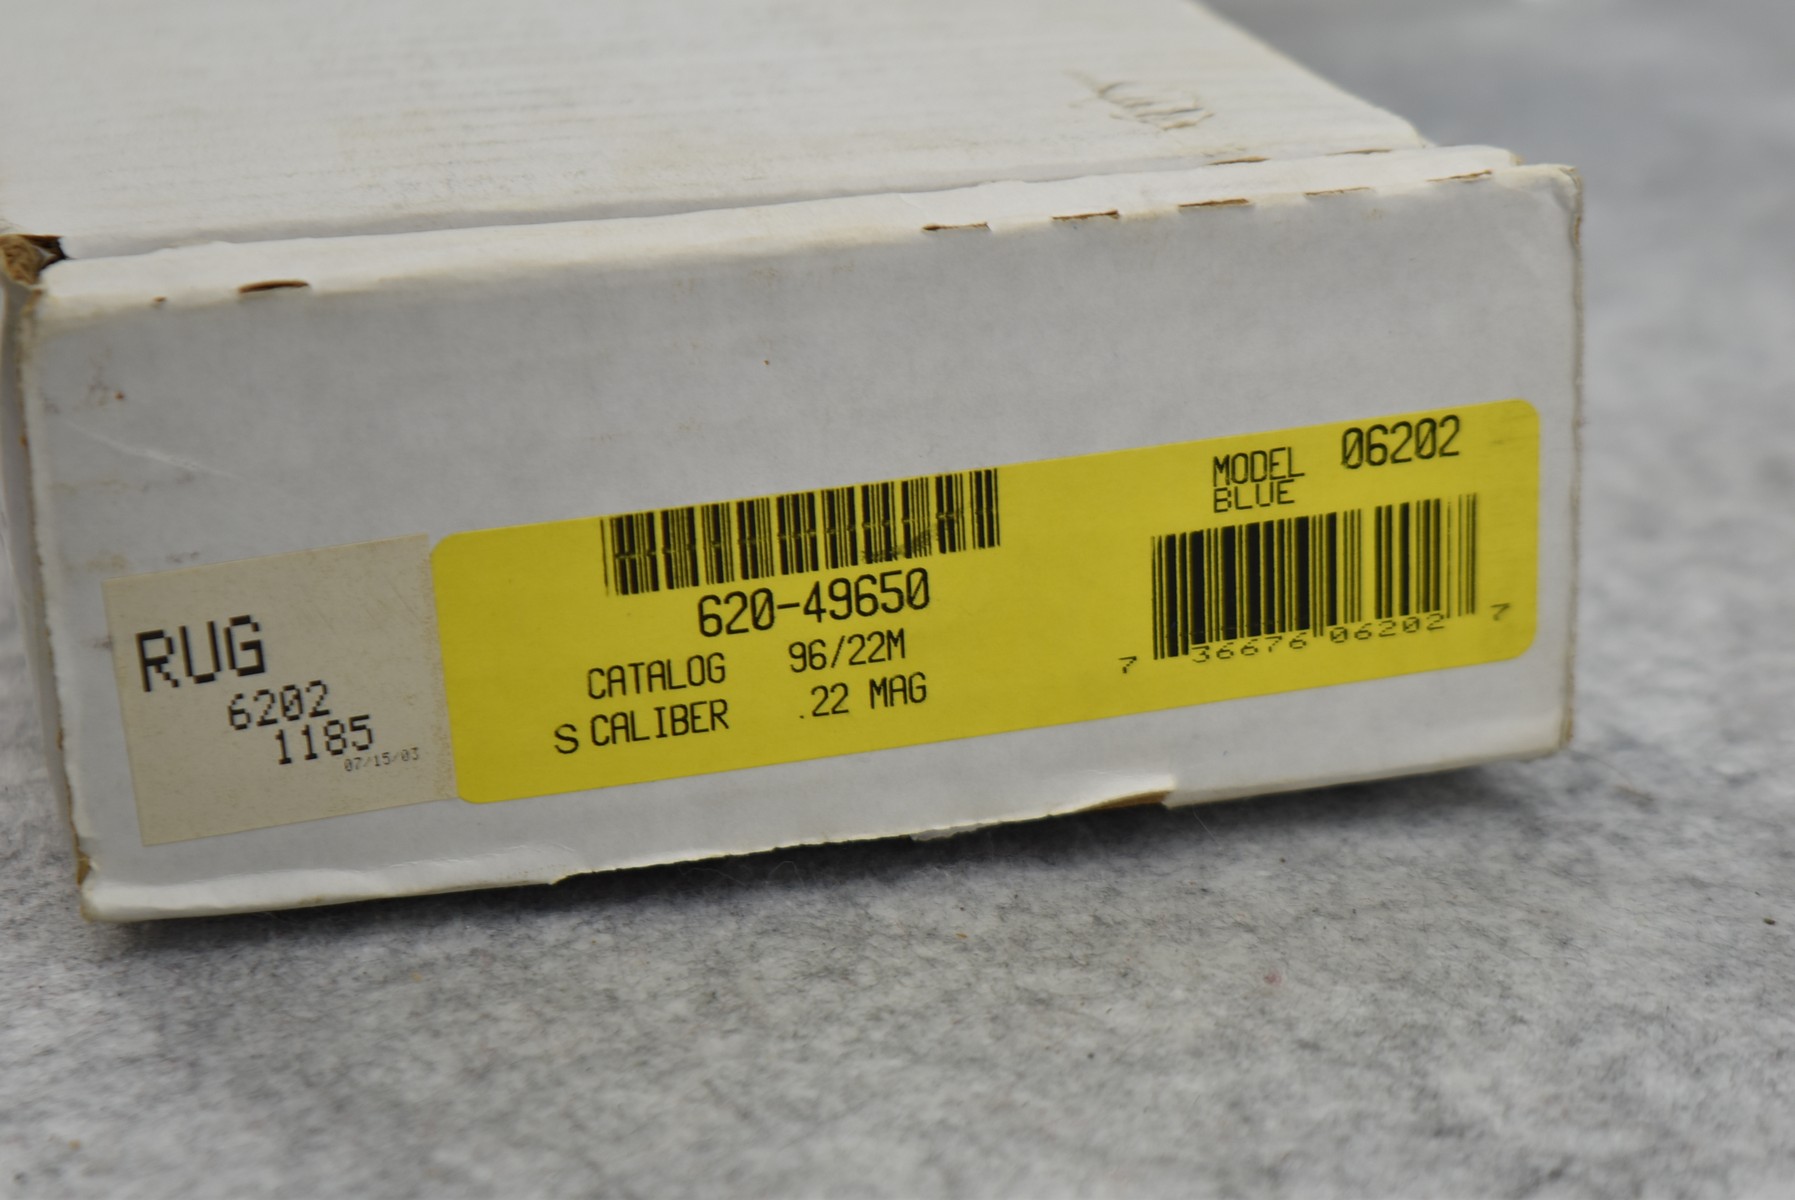 RUG
6202
1185
07/15/03
620-49650
CATALOG 96/22M
S CALIBER .22 MAG
MODEL 06202
BLUE
7 36676 06202 7